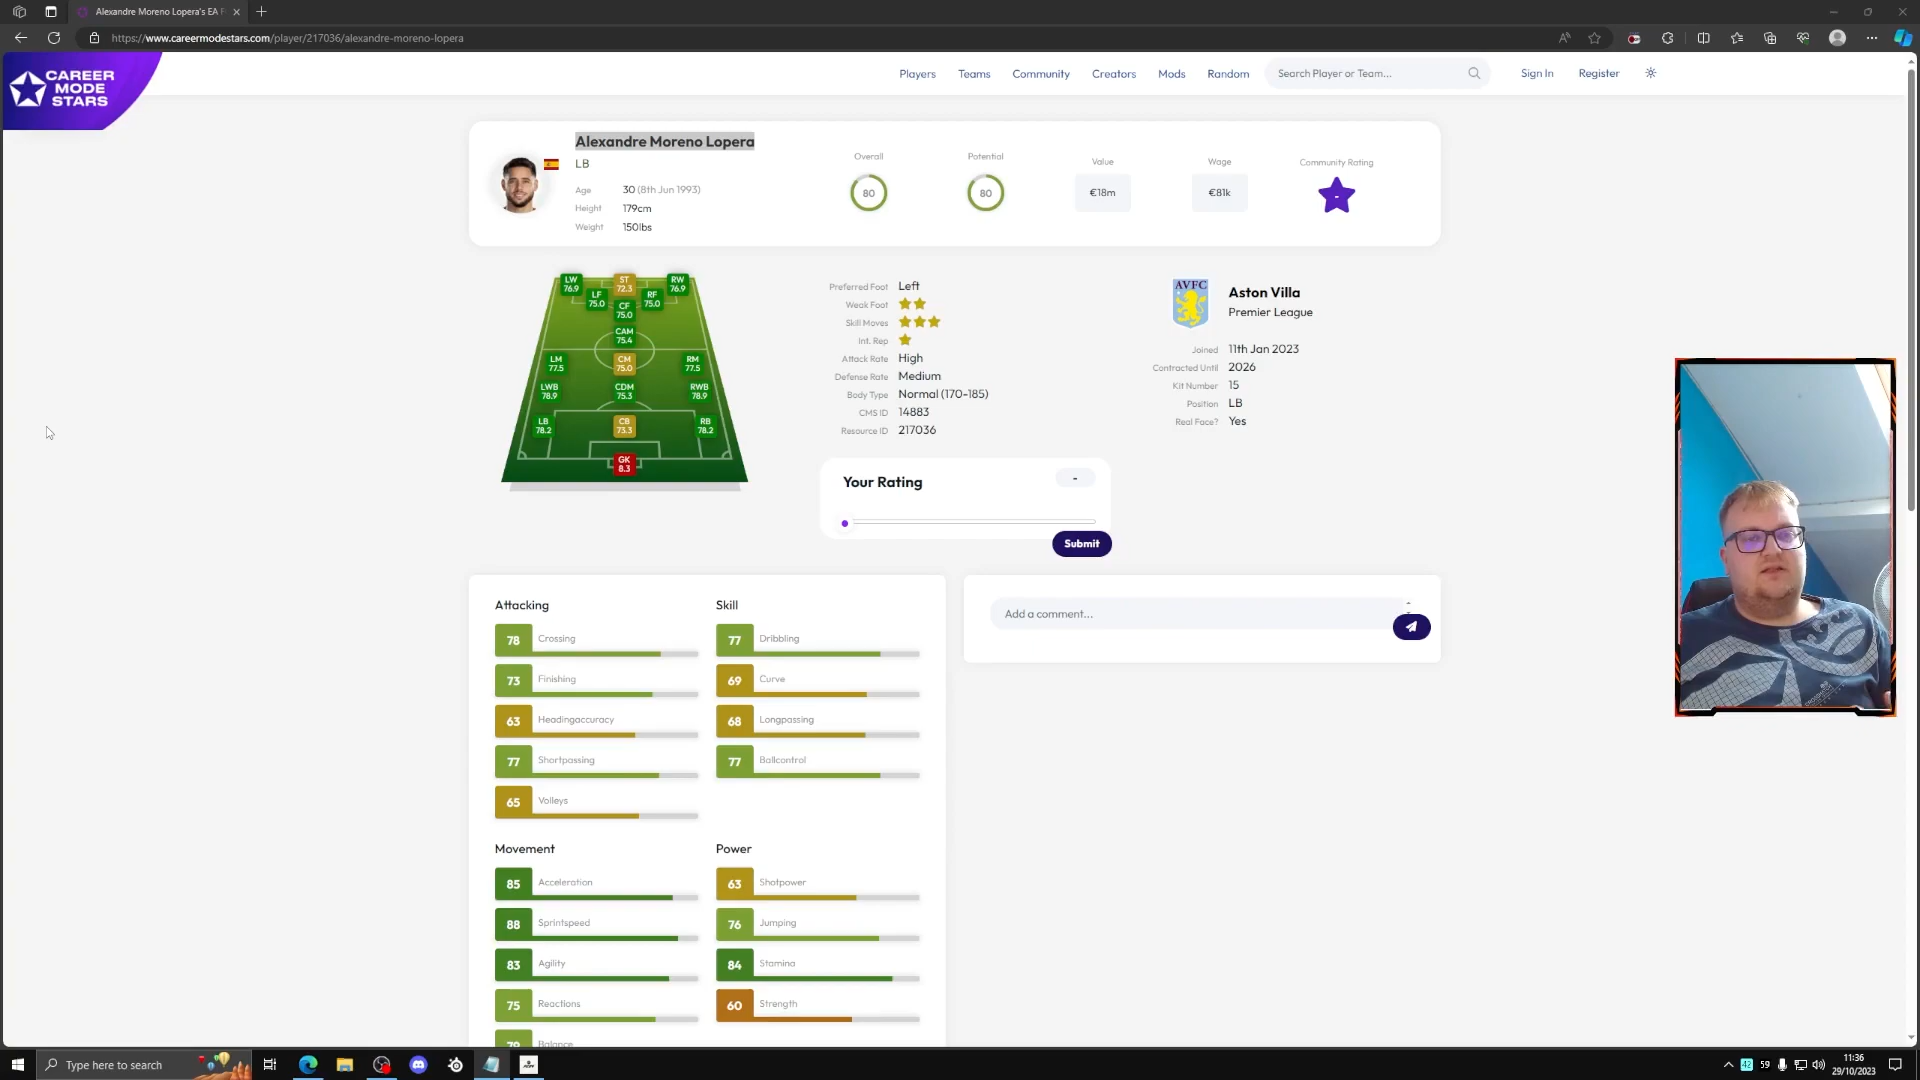 Alexandre Moreno Lopera's EA F
https://www.careermodestars.com/player/217036/alexandre-moreno-lopera
CAREER
MODE
STARS
Players
Teams
Community
Creators
Mods
Random
Search Player or Team...
Sign In
Register
Alexandre Moreno Lopera
LB
Age 30 (8th Jun 1993)
Height 179cm
Weight 150lbs
Overall
80
Potential
80
Value
€18m
Wage
€81k
Community Rating
-
LW
76.9
ST
72.3
RW
76.9
LF
75.0
CF
75.0
RF
75.0
CAM
75.4
LM
77.5
CM
75.0
RM
77.5
LWB
78.9
CDM
75.3
RWB
78.9
LB
78.2
CB
73.3
RB
78.2
GK
8.3
Preferred Foot Left
Weak Foot
Skill Moves
Int. Rep
Attack Rate High
Defense Rate Medium
Body Type Normal (170-185)
CMS ID 14883
Resource ID 217036
AVFC
Aston Villa
Premier League
Joined 11th Jan 2023
Contracted Until 2026
Kit Number 15
Position LB
Real Face? Yes
Your Rating
-
Submit
Attacking
78 Crossing
73 Finishing
63 Headingaccuracy
77 Shortpassing
65 Volleys
Skill
77 Dribbling
69 Curve
68 Longpassing
77 Ballcontrol
Add a comment...
Movement
85 Acceleration
88 Sprintspeed
83 Agility
75 Reactions
79 Balance
Power
63 Shotpower
76 Jumping
84 Stamina
60 Strength
Type here to search
42
59
11:36
29/10/2023